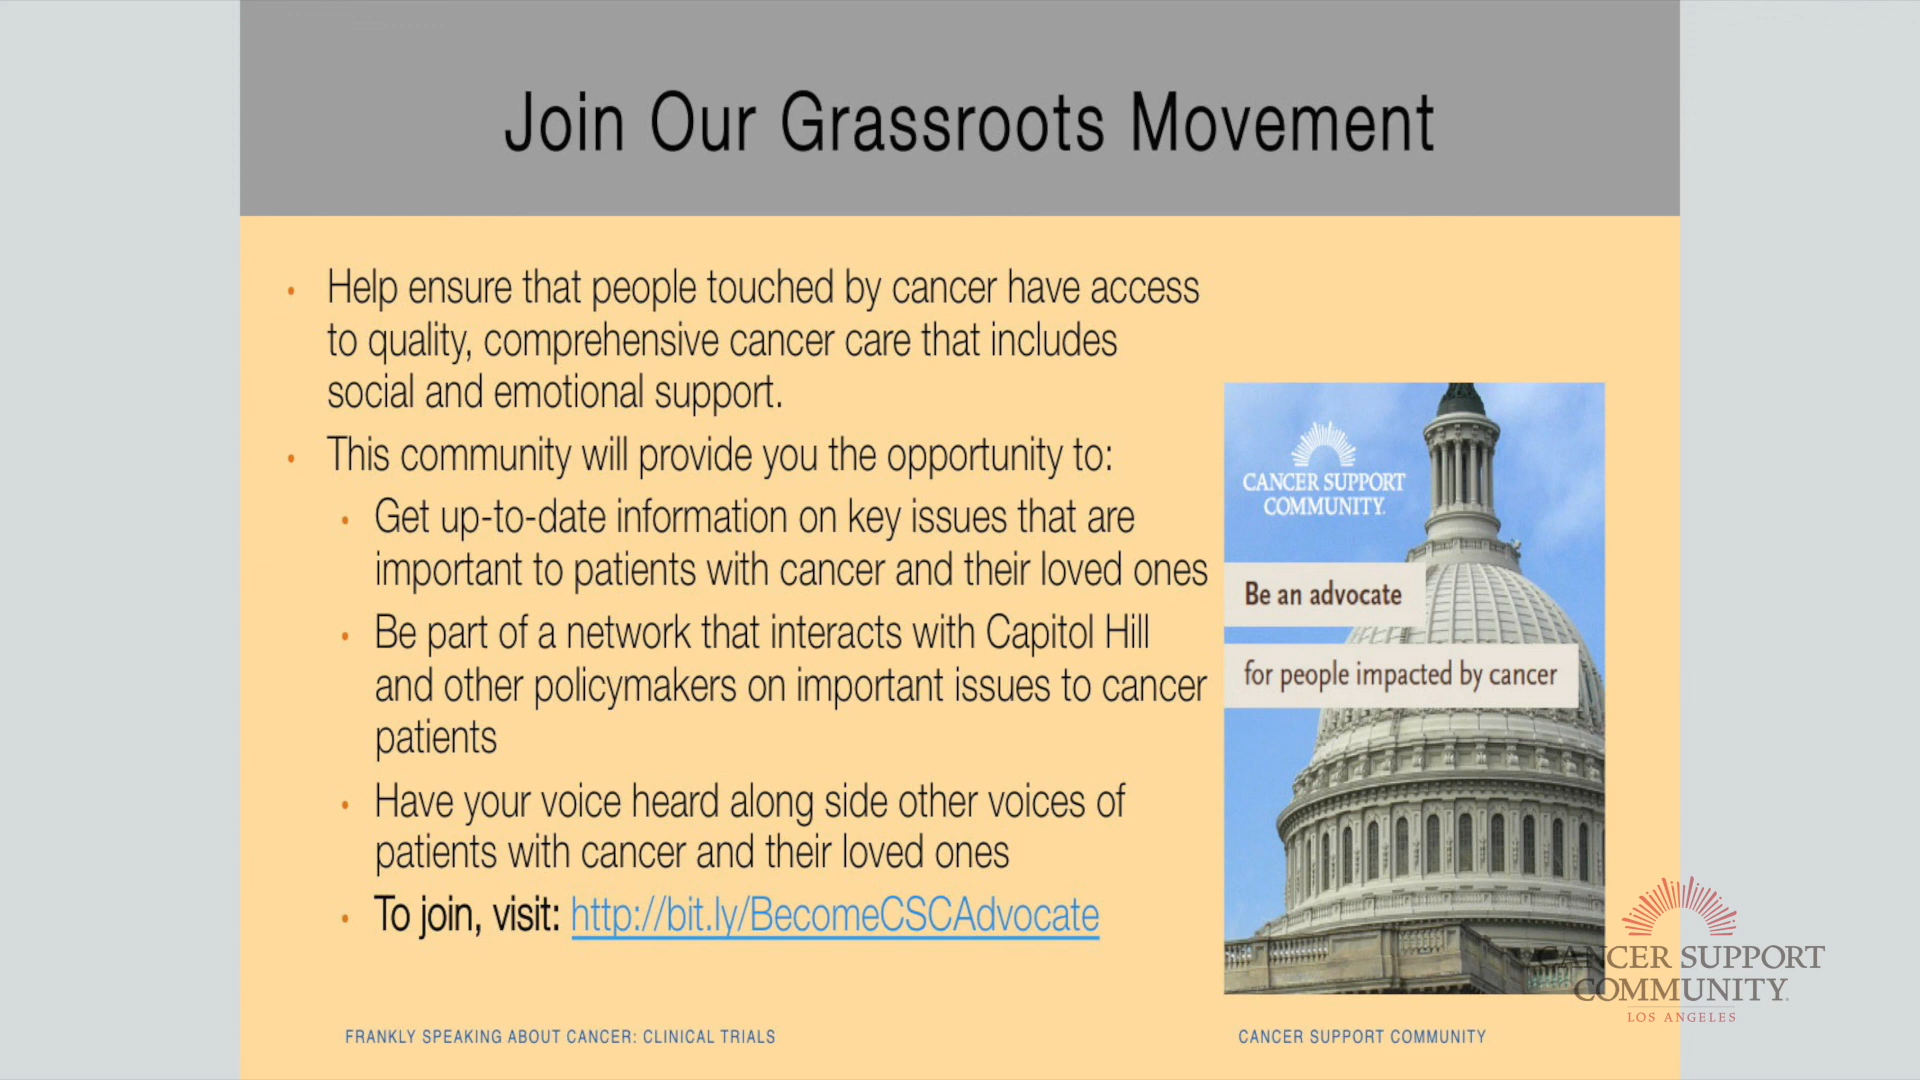 Join Our Grassroots Movement
• Help ensure that people touched by cancer have access
to quality, comprehensive cancer care that includes
social and emotional support.
• This community will provide you the opportunity to:
• Get up-to-date information on key issues that are
important to patients with cancer and their loved ones
• Be part of a network that interacts with Capitol Hill
and other policymakers on important issues to cancer
patients
• Have your voice heard along side other voices of
patients with cancer and their loved ones
• To join, visit: http://bit.ly/BecomeCSCAdvocate
CANCER SUPPORT
COMMUNITY
Be an advocate
for people impacted by cancer
CANCER SUPPORT
COMMUNITY
LOS ANGELES
FRANKLY SPEAKING ABOUT CANCER: CLINICAL TRIALS
CANCER SUPPORT COMMUNITY